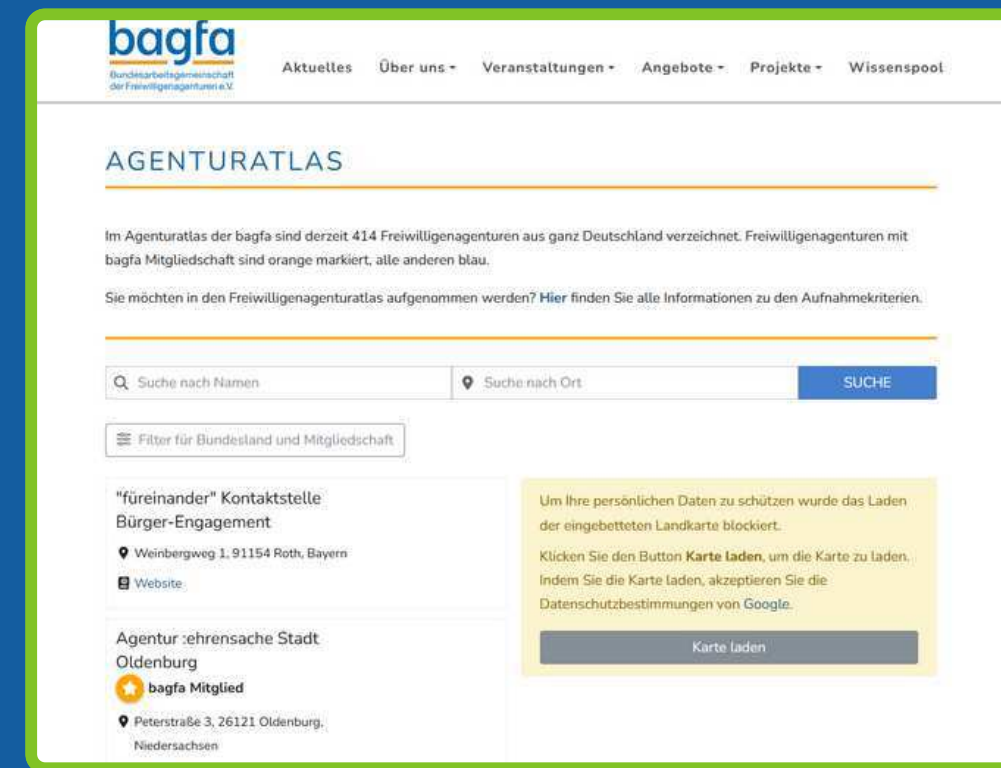 bagfa
Bundesarbeitsgemeinschaft
der Freiwilligenagenturen e.V.
Aktuelles Über uns Veranstaltungen Angebote Projekte Wissenspool
AGENTURATLAS
Im Agenturatlas der bagfa sind derzeit 414 Freiwilligenagenturen aus ganz Deutschland verzeichnet. Freiwilligenagenturen mit
bagfa Mitgliedschaft sind orange markiert, alle anderen blau.
Sie möchten in den Freiwilligenagenturatlas aufgenommen werden? Hier finden Sie alle Informationen zu den Aufnahmekriterien.
Suche nach Namen Suche nach Ort SUCHE
Filter für Bundesland und Mitgliedschaft
"füreinander" Kontaktstelle
Bürger-Engagement
Weinbergweg 1, 91154 Roth, Bayern
Website
Agentur :ehrensache Stadt
Oldenburg
bagfa Mitglied
Peterstraße 3, 26121 Oldenburg,
Niedersachsen
Um Ihre persönlichen Daten zu schützen wurde das Laden
der eingebetteten Landkarte blockiert.
Klicken Sie den Button Karte laden, um die Karte zu laden.
Indem Sie die Karte laden, akzeptieren Sie die
Datenschutzbestimmungen von Google.
Karte laden